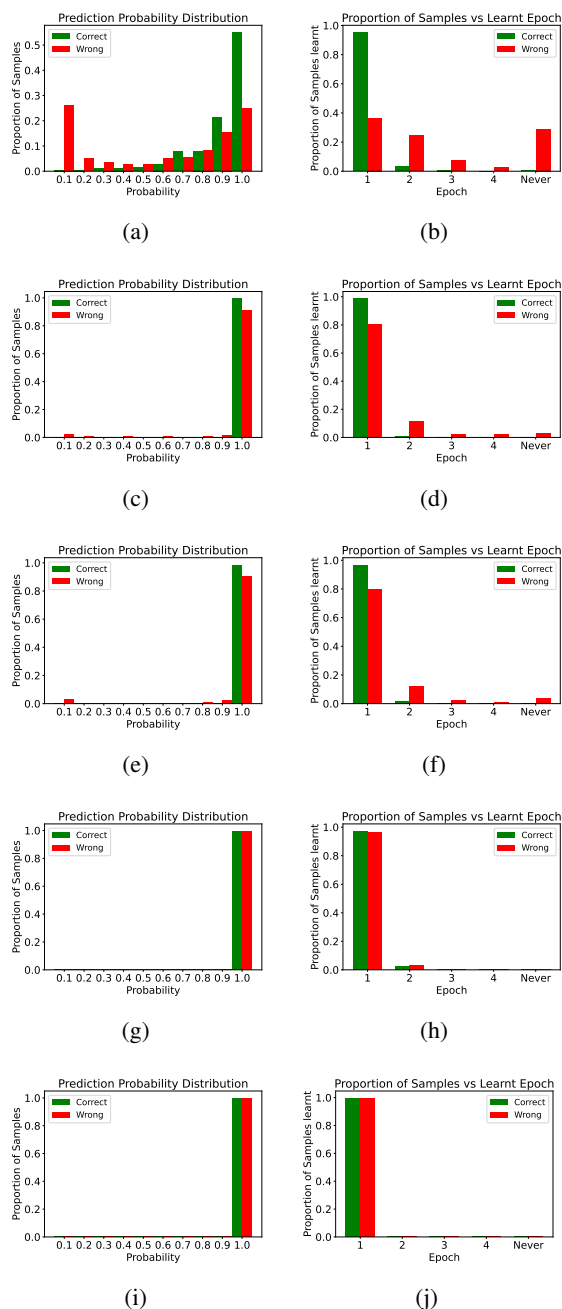 Prediction Probability Distribution
Proportion of Samples
0.5
0.4
0.3
0.2
0.1
0.0
Correct
Wrong
0.1 0.2 0.3 0.4 0.5 0.6 0.7 0.8 0.9 1.0
Probability
(a)
Proportion of Samples vs Learnt Epoch
Proportion of Samples learnt
1.0
0.8
0.6
0.4
0.2
0.0
Correct
Wrong
1 2 3 4 Never
Epoch
(b)
Prediction Probability Distribution
Proportion of Samples
1.0
0.8
0.6
0.4
0.2
0.0
Correct
Wrong
0.1 0.2 0.3 0.4 0.5 0.6 0.7 0.8 0.9 1.0
Probability
(c)
Proportion of Samples vs Learnt Epoch
Proportion of Samples learnt
1.0
0.8
0.6
0.4
0.2
0.0
Correct
Wrong
1 2 3 4 Never
Epoch
(d)
Prediction Probability Distribution
Proportion of Samples
1.0
0.8
0.6
0.4
0.2
0.0
Correct
Wrong
0.1 0.2 0.3 0.4 0.5 0.6 0.7 0.8 0.9 1.0
Probability
(e)
Proportion of Samples vs Learnt Epoch
Proportion of Samples learnt
1.0
0.8
0.6
0.4
0.2
0.0
Correct
Wrong
1 2 3 4 Never
Epoch
(f)
Prediction Probability Distribution
Proportion of Samples
1.0
0.8
0.6
0.4
0.2
0.0
Correct
Wrong
0.1 0.2 0.3 0.4 0.5 0.6 0.7 0.8 0.9 1.0
Probability
(g)
Proportion of Samples vs Learnt Epoch
Proportion of Samples learnt
1.0
0.8
0.6
0.4
0.2
0.0
Correct
Wrong
1 2 3 4 Never
Epoch
(h)
Prediction Probability Distribution
Proportion of Samples
1.0
0.8
0.6
0.4
0.2
0.0
Correct
Wrong
0.1 0.2 0.3 0.4 0.5 0.6 0.7 0.8 0.9 1.0
Probability
(i)
Proportion of Samples vs Learnt Epoch
Proportion of Samples learnt
1.0
0.8
0.6
0.4
0.2
0.0
Correct
Wrong
1 2 3 4 Never
Epoch
(j)